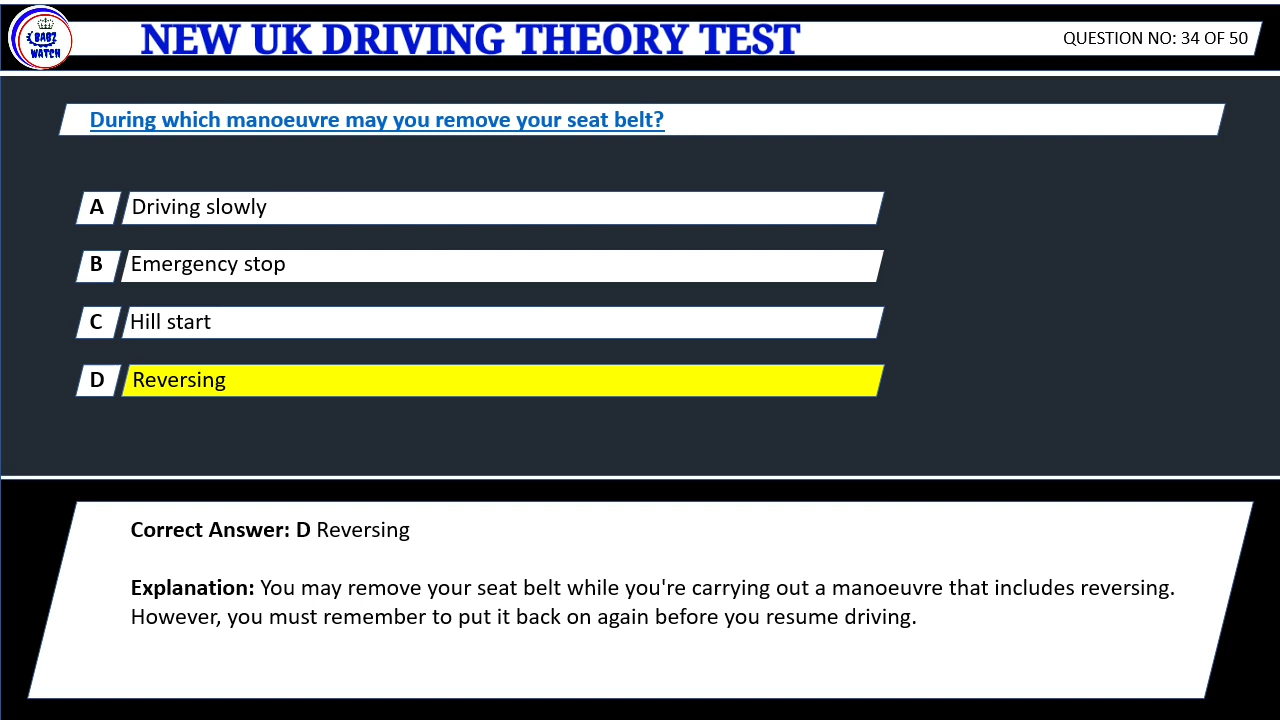 BABZ
WATCH
NEW UK DRIVING THEORY TEST
QUESTION NO: 34 OF 50
During which manoeuvre may you remove your seat belt?
A Driving slowly
B Emergency stop
C Hill start
D Reversing
Correct Answer: D Reversing
Explanation: You may remove your seat belt while you're carrying out a manoeuvre that includes reversing.
However, you must remember to put it back on again before you resume driving.